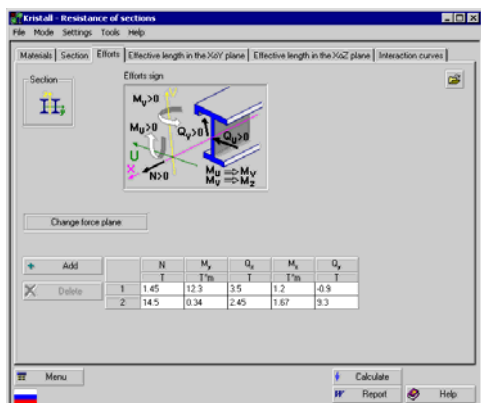 Kristall - Resistance of sections
File Mode Settings Tools Help
Materials Section Efforts Effective length in the XoY plane Effective length in the XoZ plane Interaction curves
Section
Efforts sign
Mv>0
Mu>0
Qv>0
Qu>0
U
X
N>0
Mu ⇒ My
Mv ⇒ Mz
Change force plane
Add
Delete
N My Qz Mz Qy
T T*m T T*m T
1 1.45 12.3 3.5 1.2 -0.9
2 14.5 0.34 2.45 1.67 9.3
Menu
Calculate
Report
Help